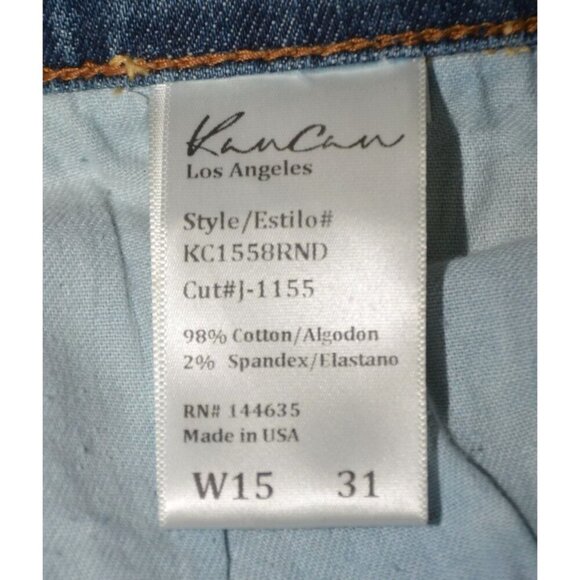 KanCan
Los Angeles
Style/Estilo#
KC1558RND
Cut#J-1155
98% Cotton/Algodon
2% Spandex/Elastano
RN# 144635
Made in USA
W15 31